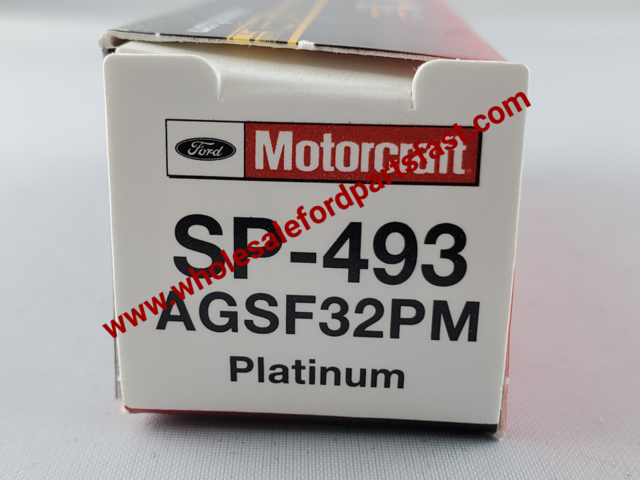 Ford Motorcraft
SP-493
AGSF32PM
Platinum
www.wholesalefordpartsfast.com